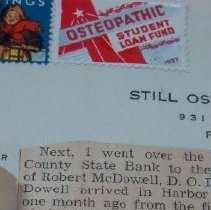 NGS
OSTEOPATHIC
STUDENT
LOAN FUND
1937
STILL OS
931
Next, I went over the
County State Bank to the
of Robert McDowell, D. O. D
Dowell arrived in Harbor
one month ago from the fi